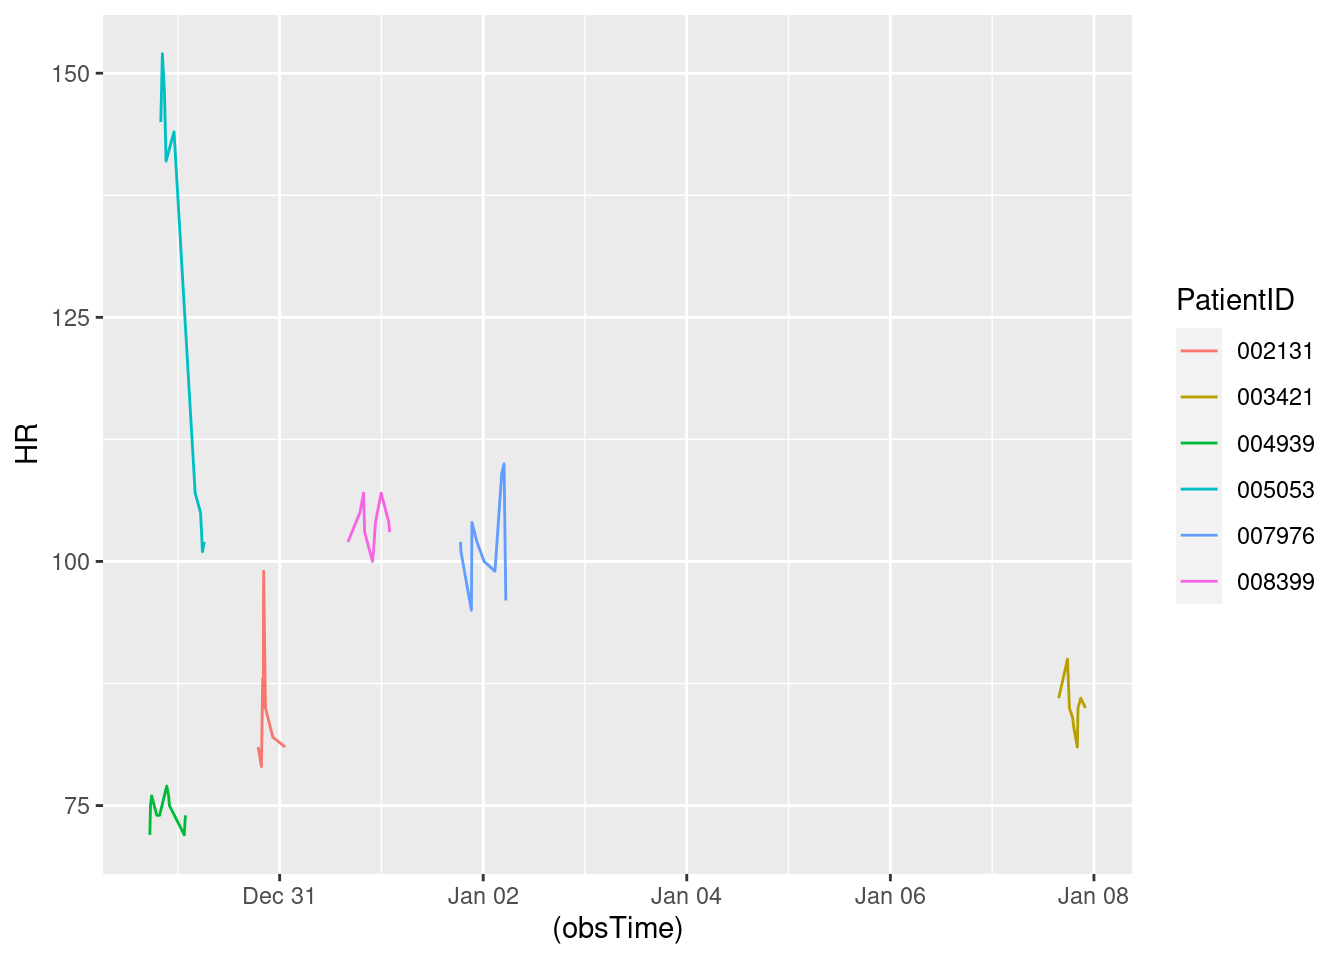 150
125
100
75
HR
Dec 31
Jan 02
Jan 04
Jan 06
Jan 08
(obsTime)
PatientID
002131
003421
004939
005053
007976
008399